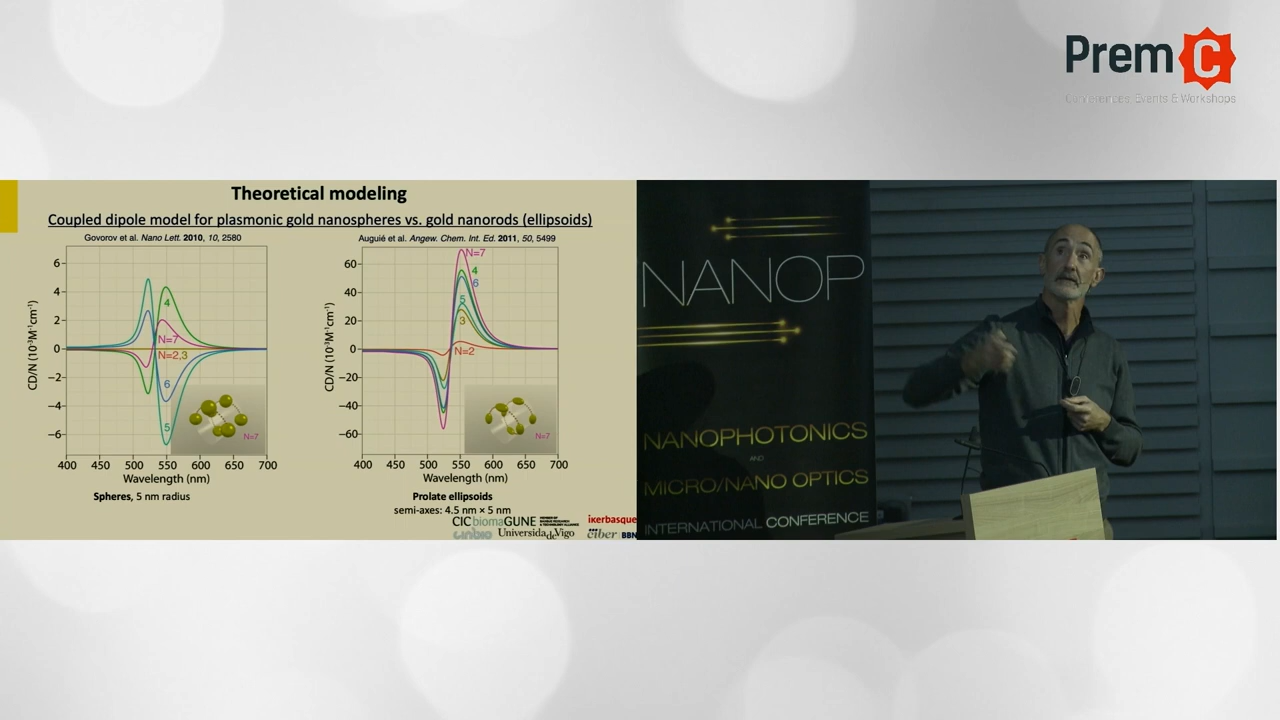 Prem C
Conferences, Events & Workshops
Theoretical modeling
Coupled dipole model for plasmonic gold nanospheres vs. gold nanorods (ellipsoids)
Govorov et al. Nano Lett. 2010, 10, 2580
CD/N (10³M⁻¹cm⁻¹)
6
4
2
0
−2
−4
−6
4
N=7
N=2,3
6
5
N=7
400 450 500 550 600 650 700
Wavelength (nm)
Spheres, 5 nm radius
Auguié et al. Angew. Chem. Int. Ed. 2011, 50, 5499
CD/N (10³M⁻¹cm⁻¹)
60
40
20
0
−20
−40
−60
N=7
4
6
5
3
N=2
N=7
400 450 500 550 600 650 700
Wavelength (nm)
Prolate ellipsoids
semi-axes: 4.5 nm × 5 nm
CIC biomaGUNE
ikerbasque
cinbio
Universidade Vigo
ciber BBN
NANOP
NANOPHOTONICS
AND
MICRO/NANO OPTICS
INTERNATIONAL CONFERENCE